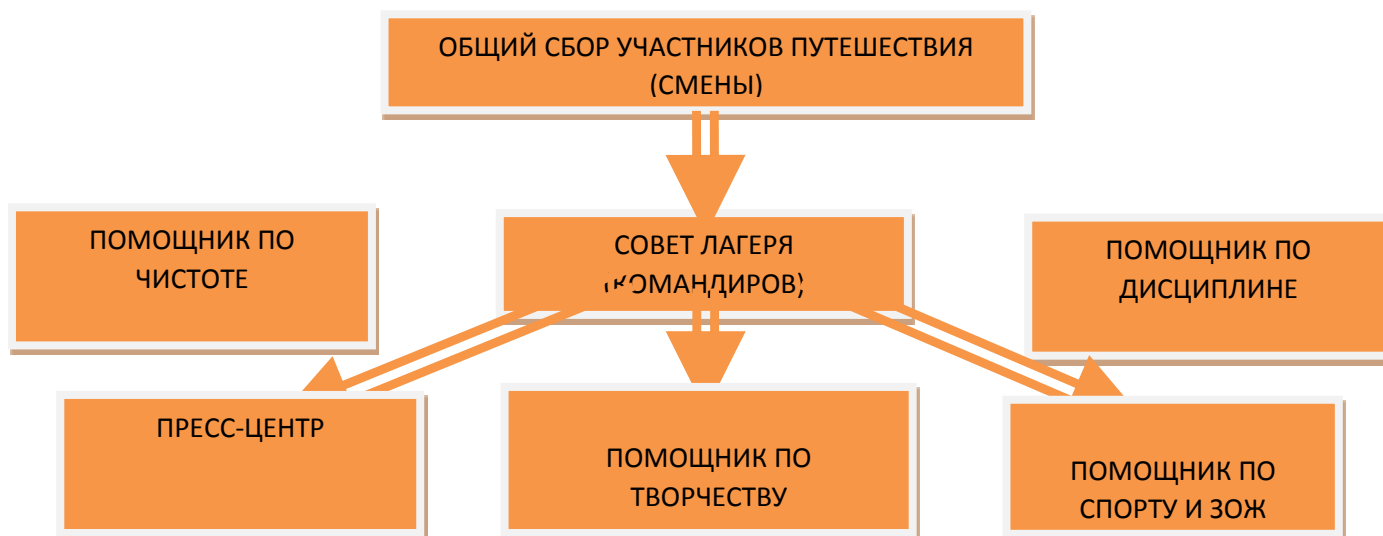 ОБЩИЙ СБОР УЧАСТНИКОВ ПУТЕШЕСТВИЯ
(СМЕНЫ)
ПОМОЩНИК ПО
ЧИСТОТЕ
СОВЕТ ЛАГЕРЯ
(КОМАНДИРОВ)
ПОМОЩНИК ПО
ДИСЦИПЛИНЕ
ПРЕСС-ЦЕНТР
ПОМОЩНИК ПО
ТВОРЧЕСТВУ
ПОМОЩНИК ПО
СПОРТУ И ЗОЖ